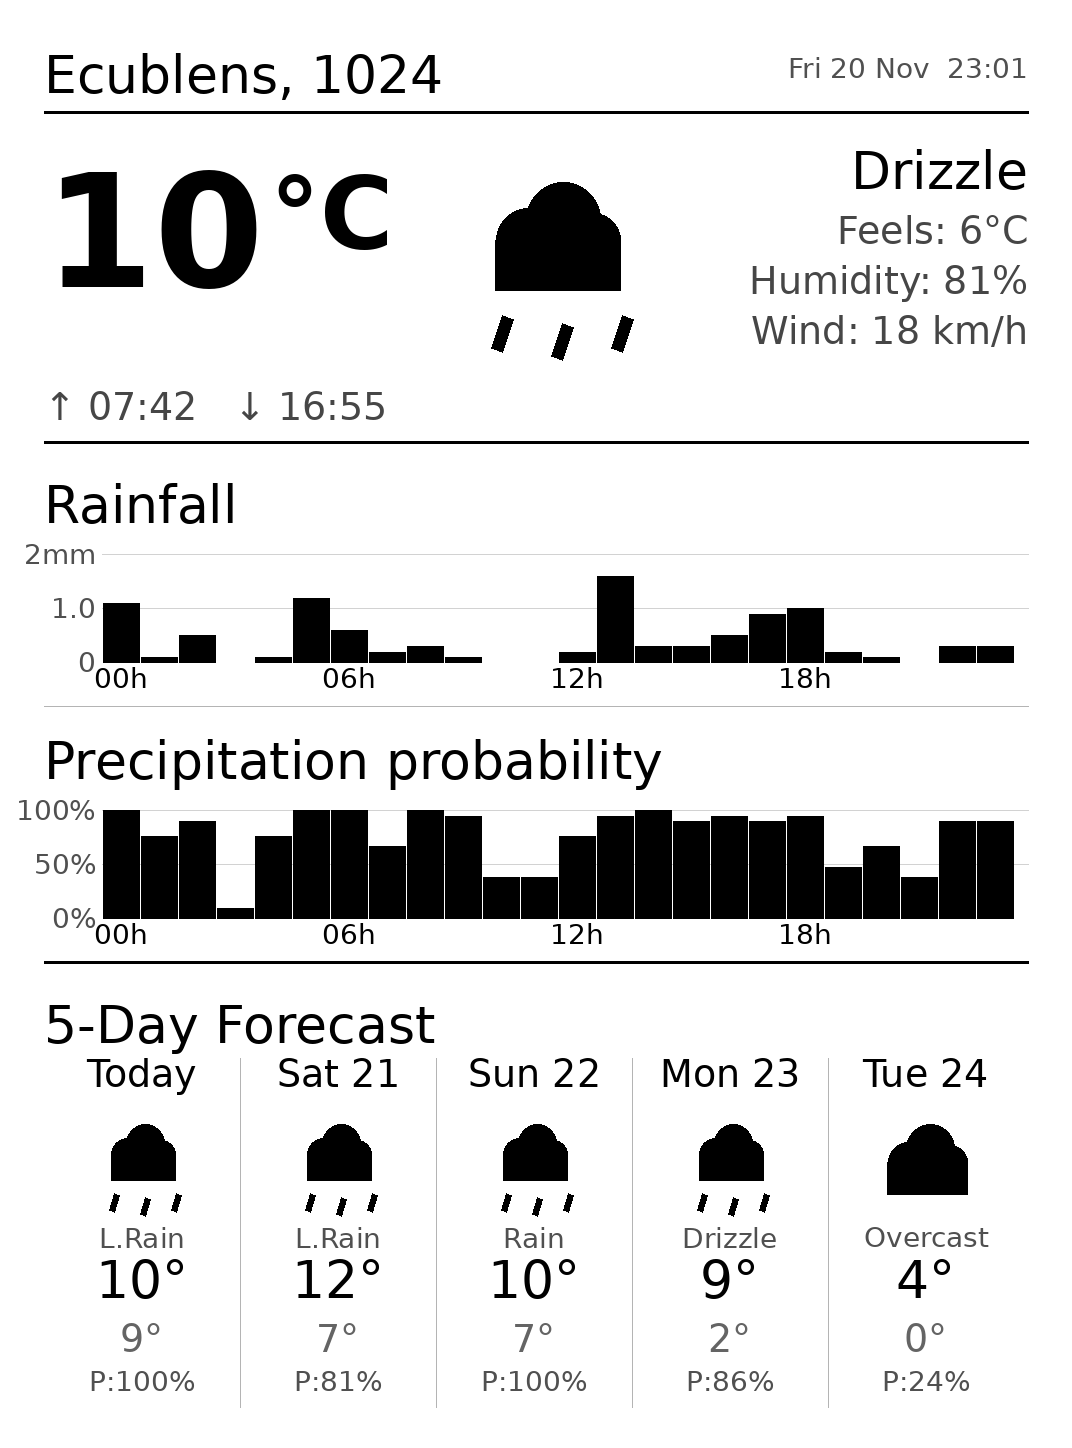 Ecublens, 1024
Fri 20 Nov 23:01
10°C
Drizzle
Feels: 6°C
Humidity: 81%
Wind: 18 km/h
↑ 07:42 ↓ 16:55
Rainfall
2mm
1.0
0
00h 06h 12h 18h
Precipitation probability
100%
50%
0%
00h 06h 12h 18h
5-Day Forecast
Today Sat 21 Sun 22 Mon 23 Tue 24
L.Rain L.Rain Rain Drizzle Overcast
10° 12° 10° 9° 4°
9° 7° 7° 2° 0°
P:100% P:81% P:100% P:86% P:24%